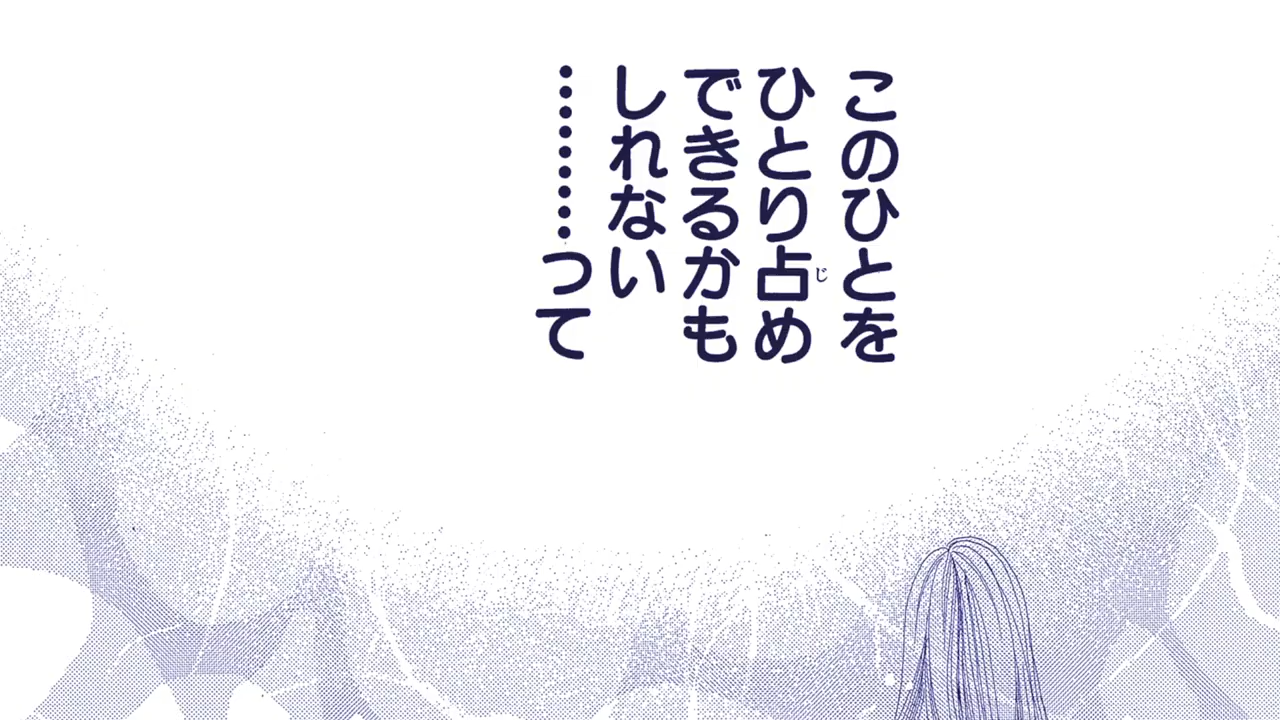 このひとを
ひとり占め
できるかも
しれない
………って
じ